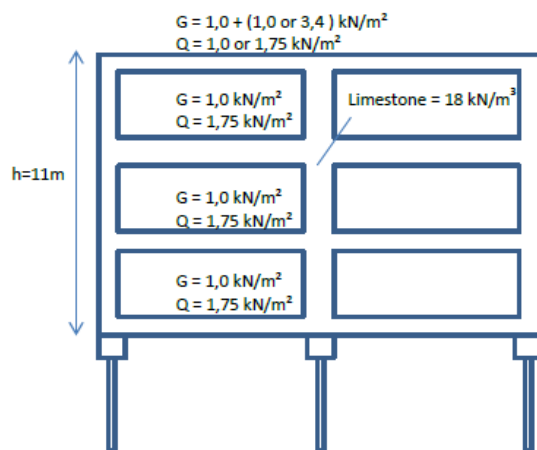 G = 1,0 + (1,0 or 3,4 ) kN/m²
Q = 1,0 or 1,75 kN/m²
G = 1,0 kN/m²
Q = 1,75 kN/m²
Limestone = 18 kN/m³
h=11m
G = 1,0 kN/m²
Q = 1,75 kN/m²
G = 1,0 kN/m²
Q = 1,75 kN/m²